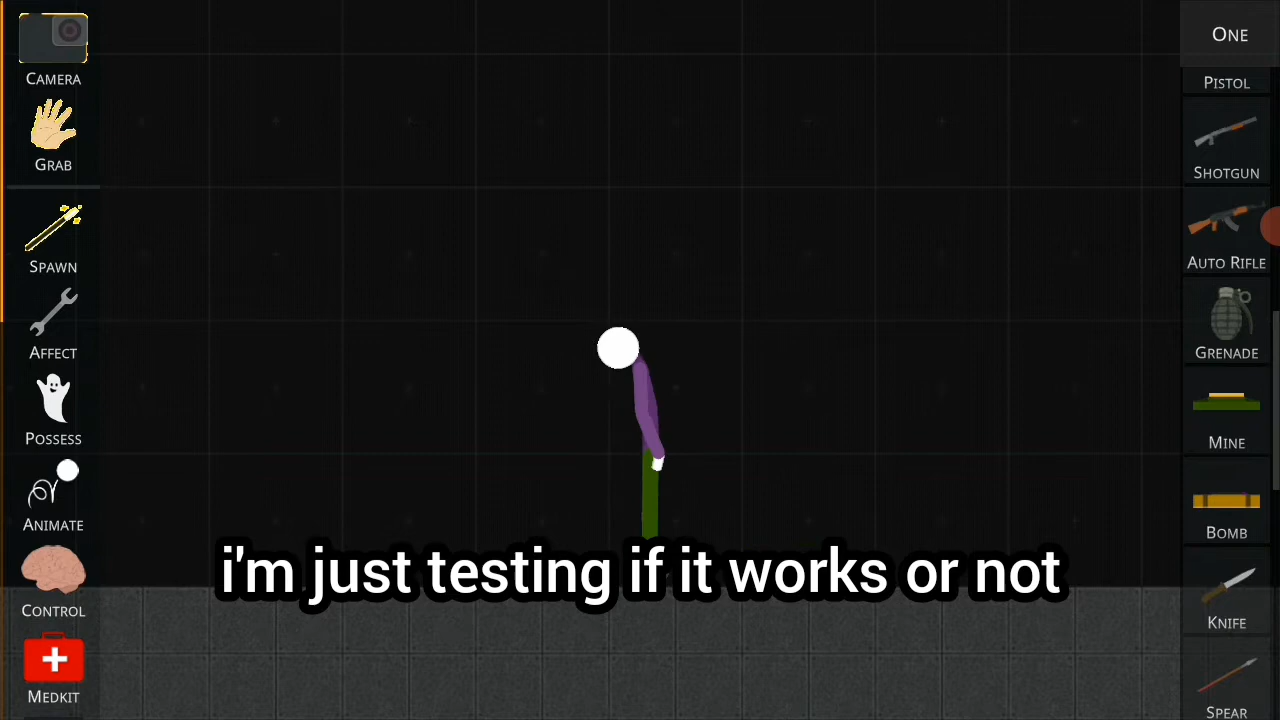 CAMERA
GRAB
SPAWN
AFFECT
POSSESS
ANIMATE
CONTROL
MEDKIT
ONE
PISTOL
SHOTGUN
AUTO RIFLE
GRENADE
MINE
BOMB
KNIFE
SPEAR
i'm just testing if it works or not